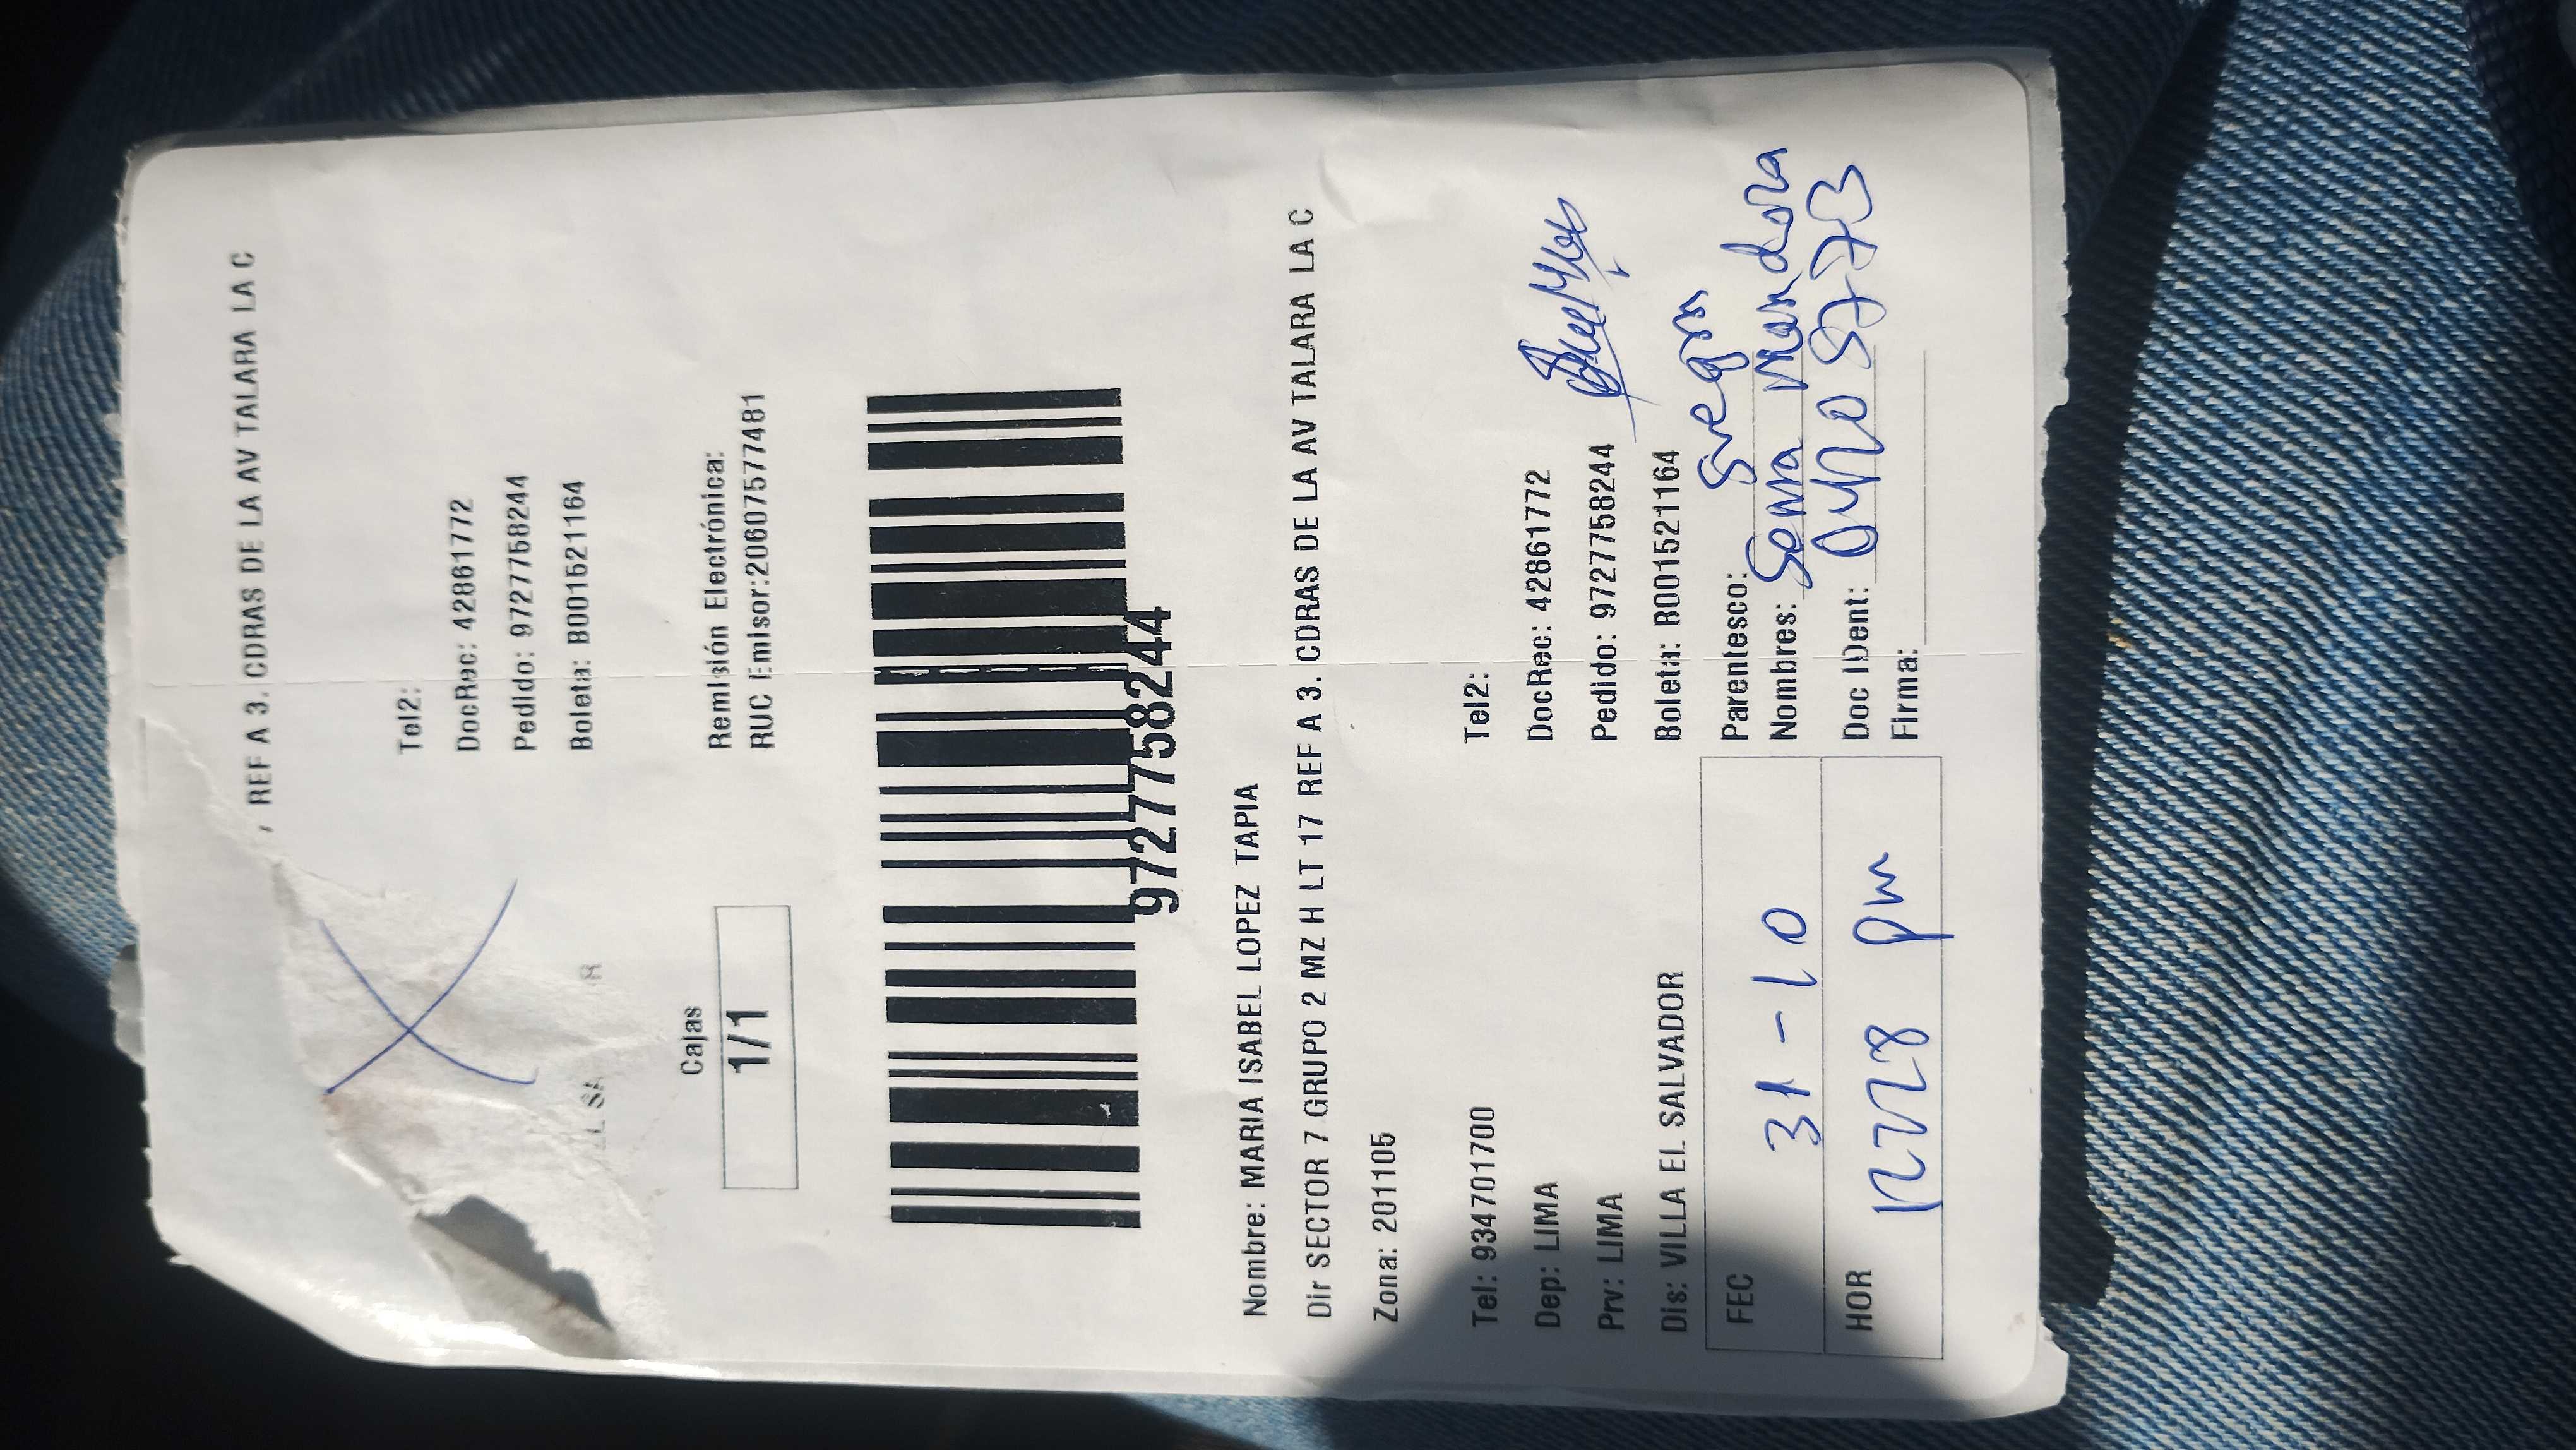 REF A 3. CDRAS DE LA AV TALARA LA C
Tel2:
DocRec: 42861772
Pedido: 9727758244
Boleta: B001521164
Cajas
1/1
Remisión Electrónica:
RUC Emisor:20607577481
9727758244
Nombre: MARIA ISABEL LOPEZ TAPIA
Dir SECTOR 7 GRUPO 2 MZ H LT 17 REF A 3. CDRAS DE LA AV TALARA LA C
Zona: 201105
Tel: 934701700 Tel2:
Dep: LIMA DocRec: 42861772
Prv: LIMA Pedido: 9727758244
Dis: VILLA EL SALVADOR Boleta: B001521164
FEC 31-10
Parentesco: Suegra
Nombres: Mendoza
HOR 12:28 pm
Doc IDent:
Firma: